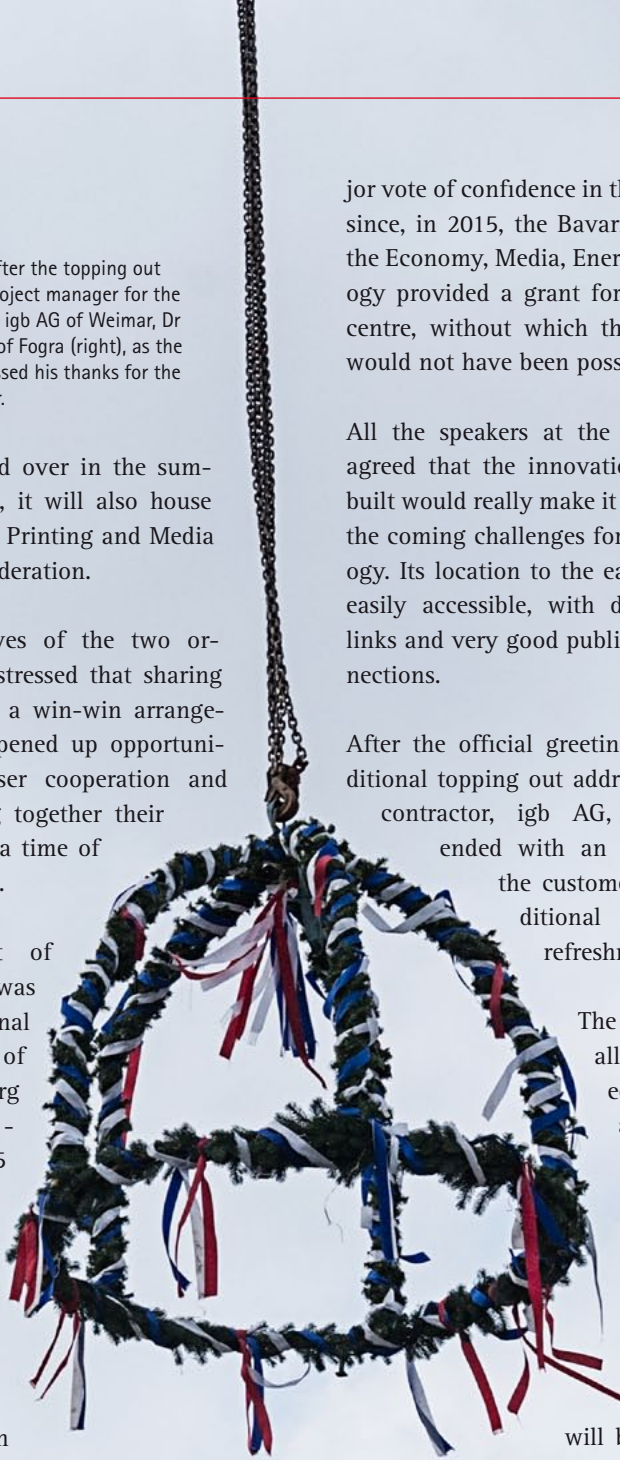 fter the topping out
oject manager for the
igb AG of Weimar, Dr
of Fogra (right), as the
ssed his thanks for the
r.
d over in the sum-
, it will also house
Printing and Media
deration.
ves of the two or-
stressed that sharing
a win-win arrange-
pened up opportuni-
ser cooperation and
g together their
a time of
.
t of
was
nal
of
rg
-
5
n
jor vote of confidence in th
since, in 2015, the Bavar
the Economy, Media, Ener
ogy provided a grant for
centre, without which th
would not have been poss
All the speakers at the
agreed that the innovatio
built would really make it
the coming challenges for
ogy. Its location to the ea
easily accessible, with d
links and very good publi
nections.
After the official greetin
ditional topping out addr
contractor, igb AG,
ended with an
the custome
ditional
refreshn
The
all
e
a
will b